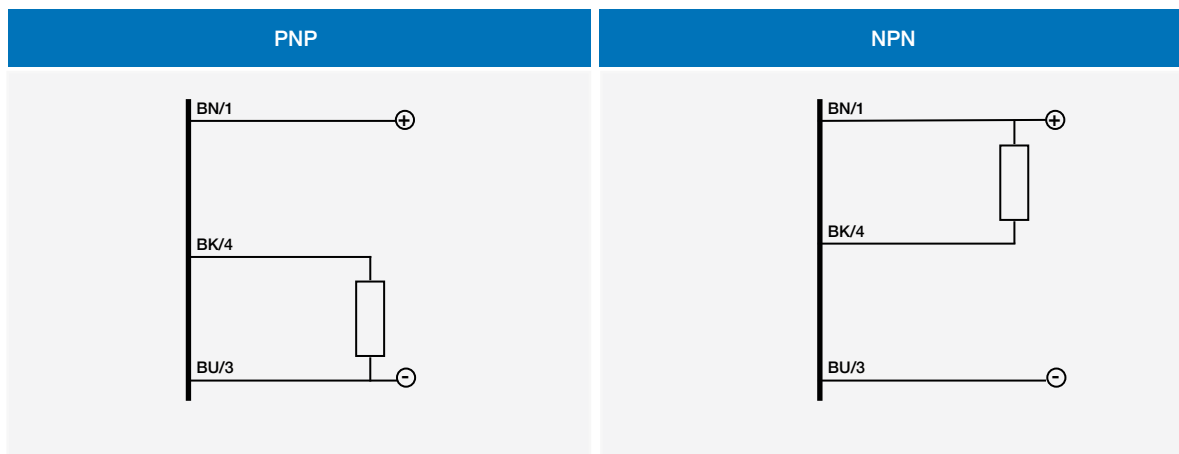 PNP
BN/1
+
BK/4
BU/3
-
NPN
BN/1
+
BK/4
BU/3
-